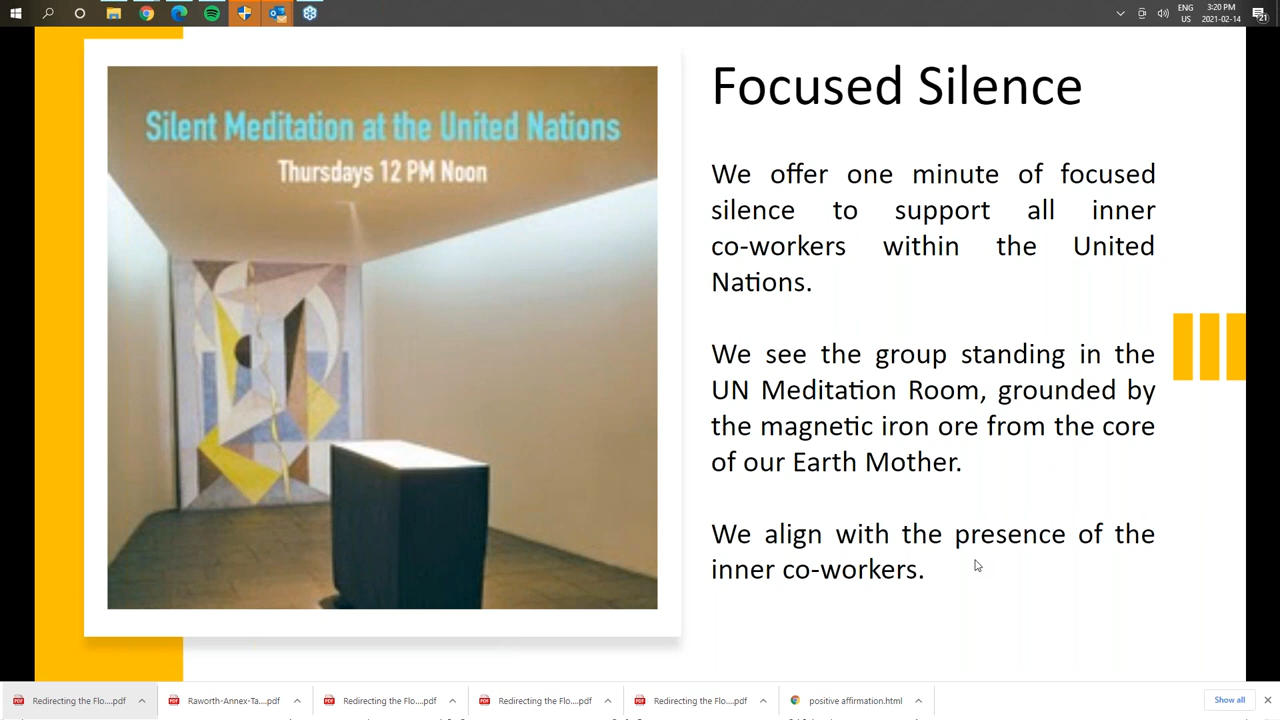 ENG
US
3:20 PM
2021-02-14
21
Silent Meditation at the United Nations
Thursdays 12 PM Noon
Focused Silence
We offer one minute of focused
silence to support all inner
co-workers within the United
Nations.
We see the group standing in the
UN Meditation Room, grounded by
the magnetic iron ore from the core
of our Earth Mother.
We align with the presence of the
inner co-workers.
Redirecting the Flo....pdf
Raworth-Annex-Ta....pdf
Redirecting the Flo....pdf
Redirecting the Flo....pdf
Redirecting the Flo....pdf
positive affirmation.html
Show all